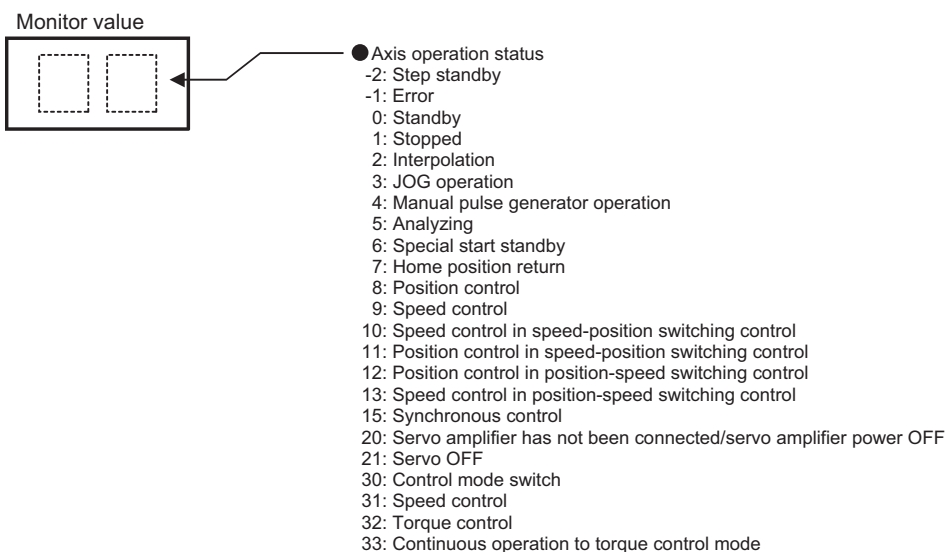 Monitor value
●Axis operation status
-2: Step standby
-1: Error
0: Standby
1: Stopped
2: Interpolation
3: JOG operation
4: Manual pulse generator operation
5: Analyzing
6: Special start standby
7: Home position return
8: Position control
9: Speed control
10: Speed control in speed-position switching control
11: Position control in speed-position switching control
12: Position control in position-speed switching control
13: Speed control in position-speed switching control
15: Synchronous control
20: Servo amplifier has not been connected/servo amplifier power OFF
21: Servo OFF
30: Control mode switch
31: Speed control
32: Torque control
33: Continuous operation to torque control mode